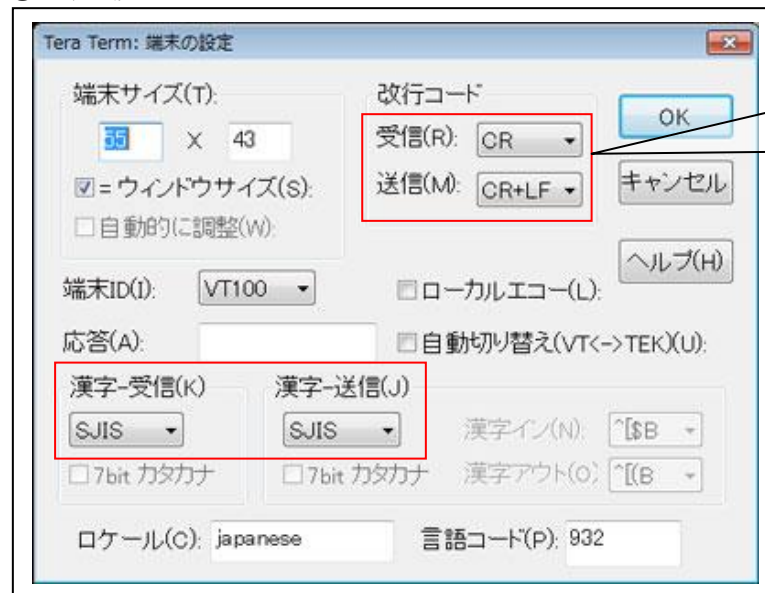 Tera Term: 端末の設定
端末サイズ(T):
55 X 43
=ウィンドウサイズ(S):
自動的に調整(W):
改行コード
受信(R): CR
送信(M): CR+LF
OK
キャンセル
ヘルプ(H)
端末ID(I): VT100
ローカルエコー(L):
応答(A):
自動切り替え(VT<->TEK)(U):
漢字-受信(K)
SJIS
7bit カタカナ
漢字-送信(J)
SJIS
7bit カタカナ
漢字イン(N): ^[$B
漢字アウト(O) ^[(B
ロケール(C): japanese
言語コード(P): 932